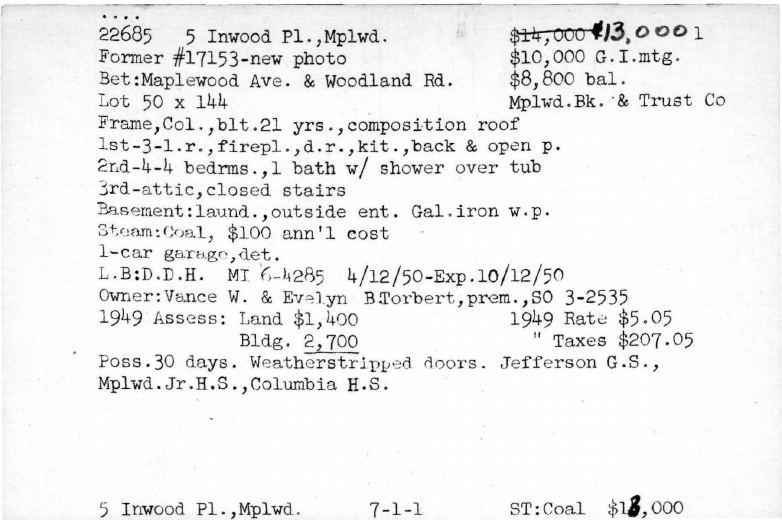 22685 5 Inwood Pl.,Mplwd. $14,000 $13,000 l
Former #17153-new photo $10,000 G.I.mtg.
Bet:Maplewood Ave. & Woodland Rd. $8,800 bal.
Lot 50 x 144 Mplwd.Bk. & Trust Co
Frame,Col.,blt.21 yrs.,composition roof
1st-3-l.r.,firepl.,d.r.,kit.,back & open p.
2nd-4-4 bedrms.,1 bath w/ shower over tub
3rd-attic,closed stairs
Basement:laund.,outside ent. Gal.iron w.p.
Steam:Coal, $100 ann'l cost
1-car garage,det.
L.B:D.D.H. MI 6-4285 4/12/50-Exp.10/12/50
Owner:Vance W. & Evelyn B.Torbert,prem.,SO 3-2535
1949 Assess: Land $1,400 1949 Rate $5.05
Bldg. 2,700 " Taxes $207.05
Poss.30 days. Weatherstripped doors. Jefferson G.S.,
Mplwd.Jr.H.S.,Columbia H.S.
5 Inwood Pl.,Mplwd. 7-1-1 ST:Coal $13,000